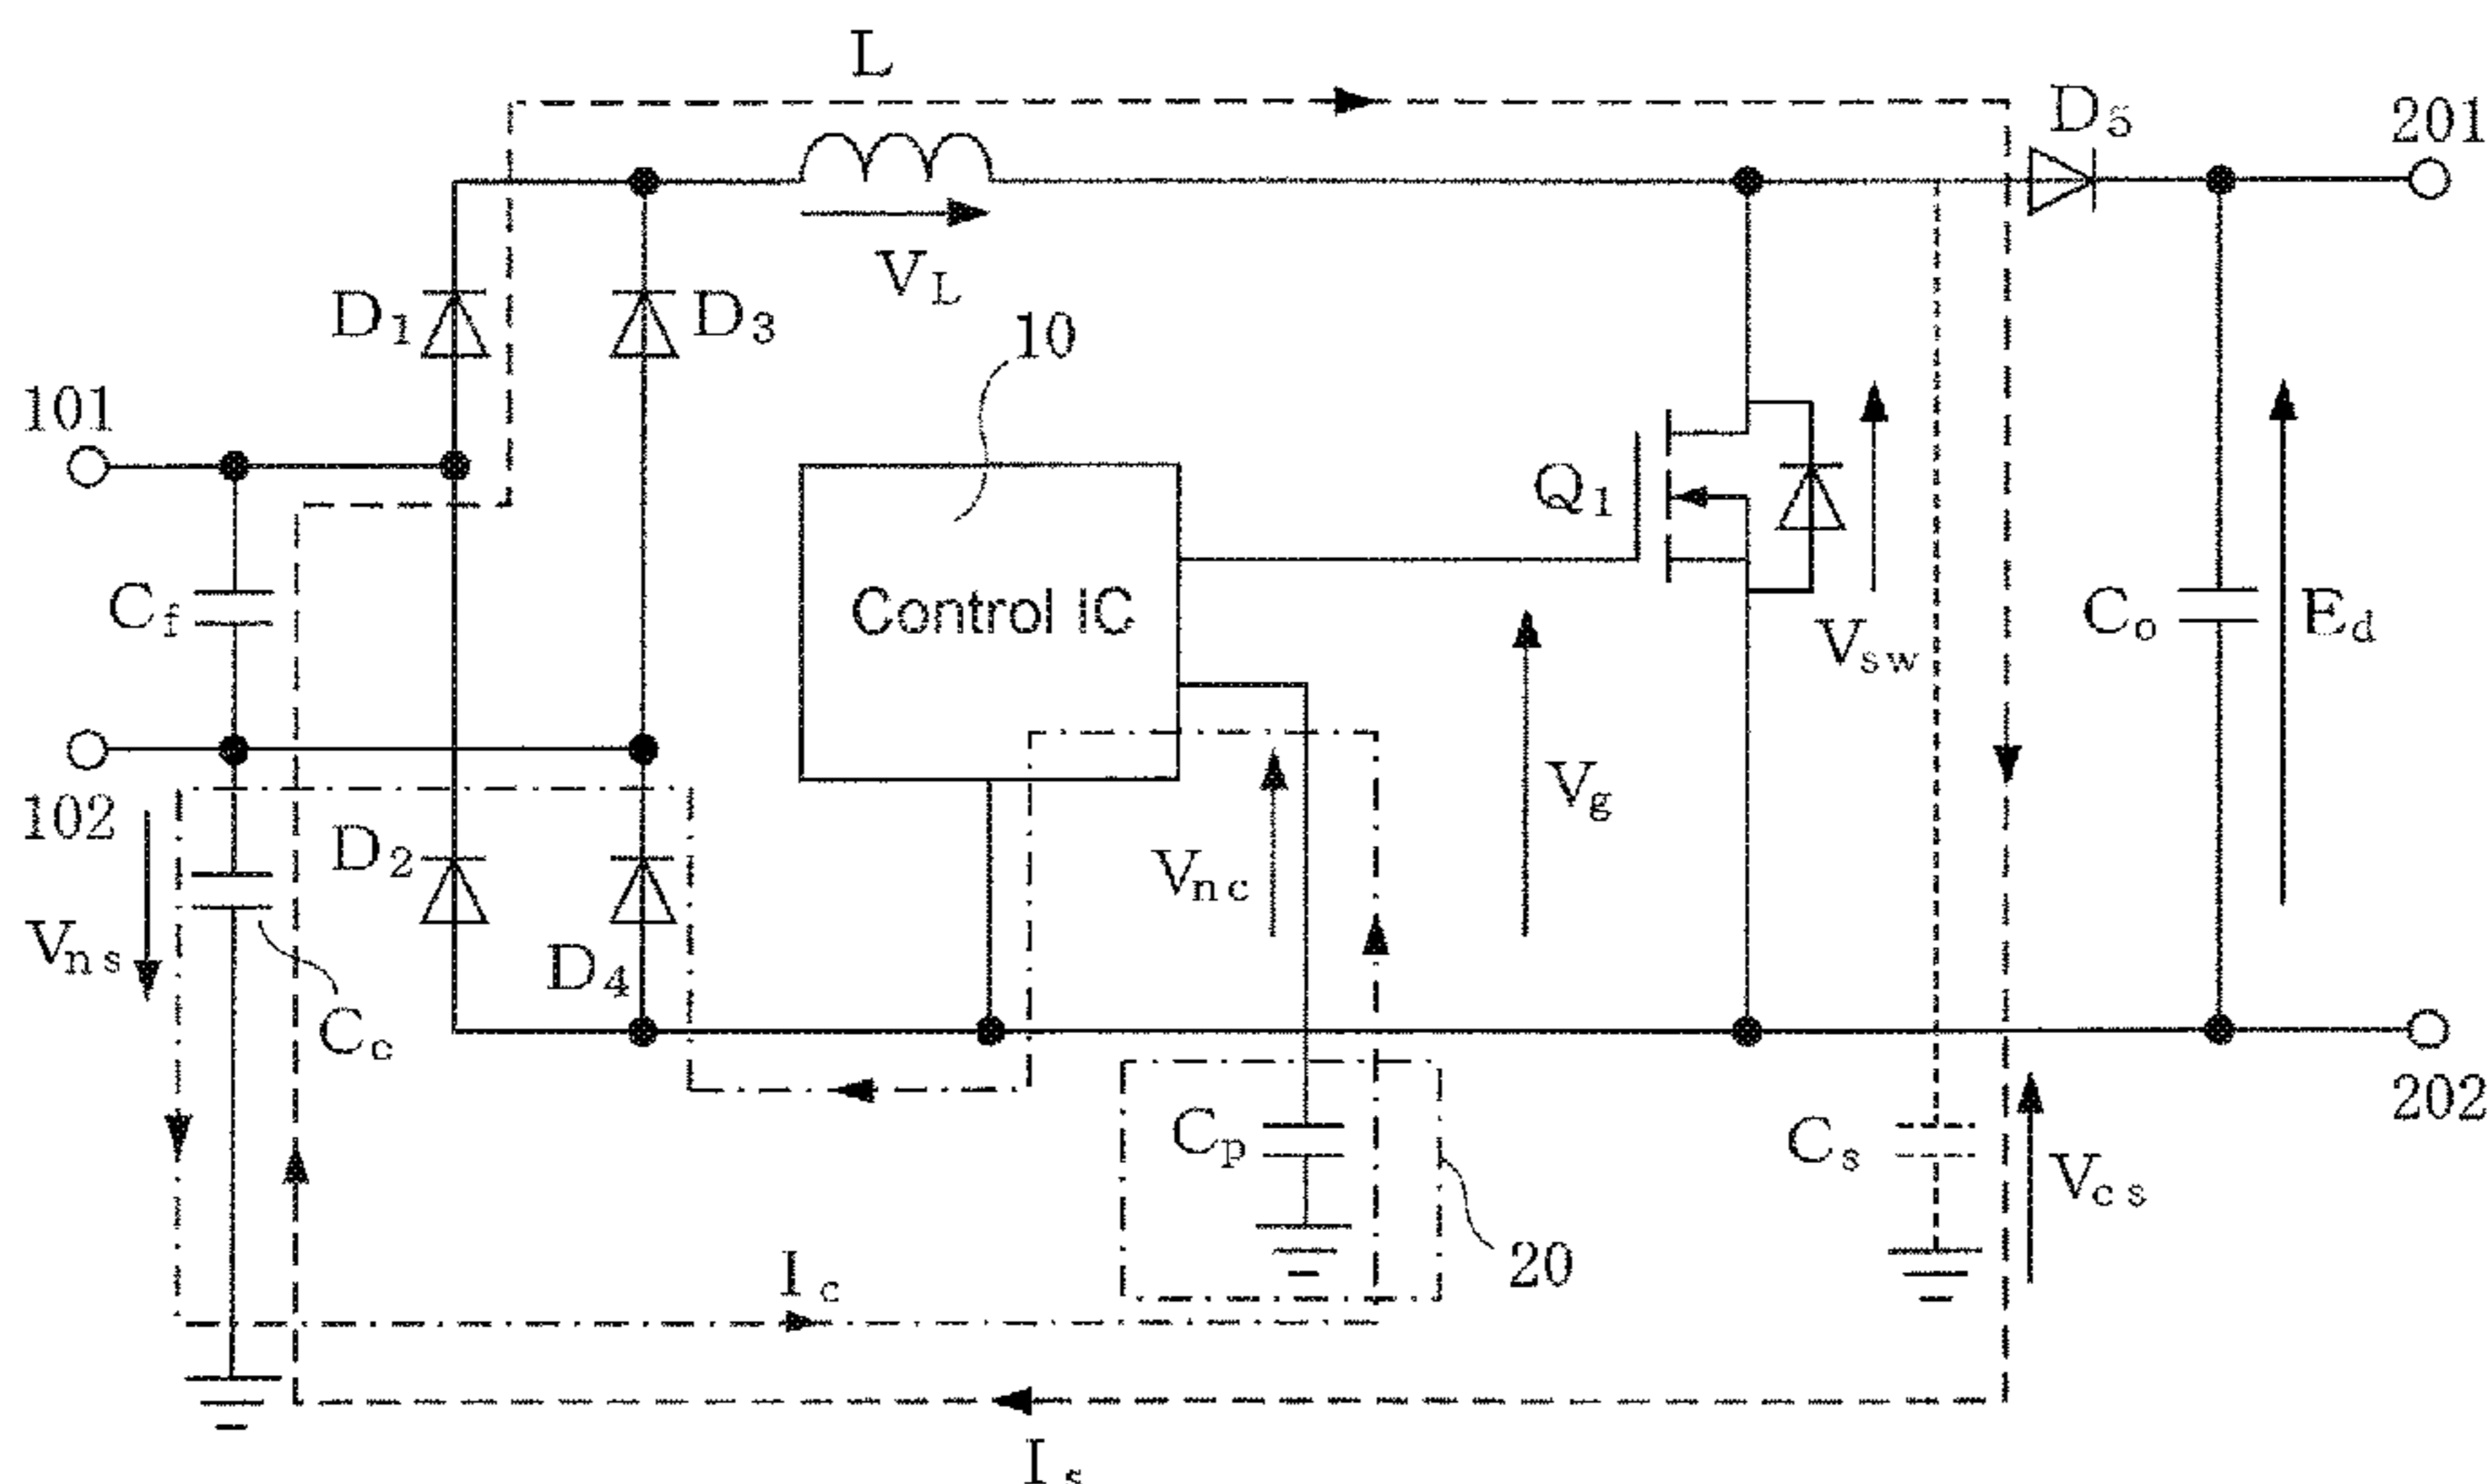 L
D5
201
VL
D1
D3
10
101
Q1
Cf
Control IC
Vsw
Co
Ed
102
Vg
D2
Vnc
Vns
D4
Cc
202
Cp
Cs
Vcs
20
Ic
Is